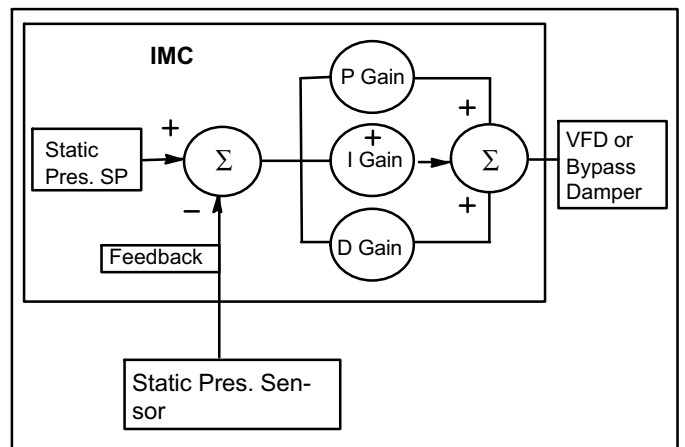 IMC
P Gain
+
+
Static
Pres. SP
Σ
+
I Gain
Σ
VFD or
Bypass
Damper
−
+
Feedback
D Gain
Static Pres. Sen-
sor